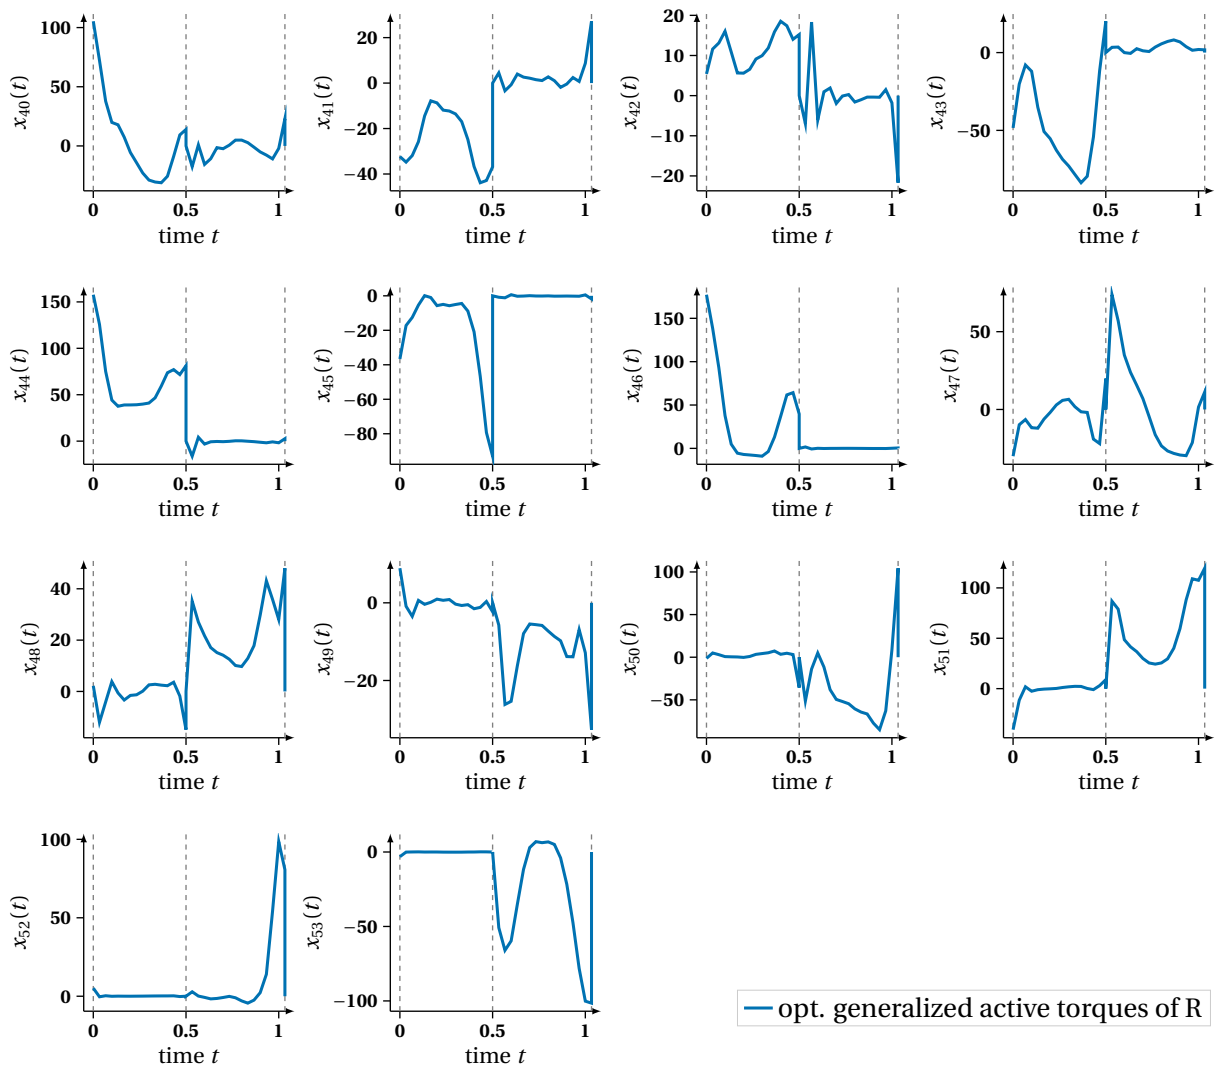 100
50
0
x40(t)
0 0.5 1
time t
20
0
−20
−40
x41(t)
0 0.5 1
time t
20
10
0
−10
−20
x42(t)
0 0.5 1
time t
0
−50
x43(t)
0 0.5 1
time t
150
100
50
0
x44(t)
0 0.5 1
time t
0
−20
−40
−60
−80
x45(t)
0 0.5 1
time t
150
100
50
0
x46(t)
0 0.5 1
time t
50
0
x47(t)
0 0.5 1
time t
40
20
0
x48(t)
0 0.5 1
time t
0
−20
x49(t)
0 0.5 1
time t
100
50
0
−50
x50(t)
0 0.5 1
time t
100
50
0
x51(t)
0 0.5 1
time t
100
50
0
x52(t)
0 0.5 1
time t
0
−50
−100
x53(t)
0 0.5 1
time t
opt. generalized active torques of R